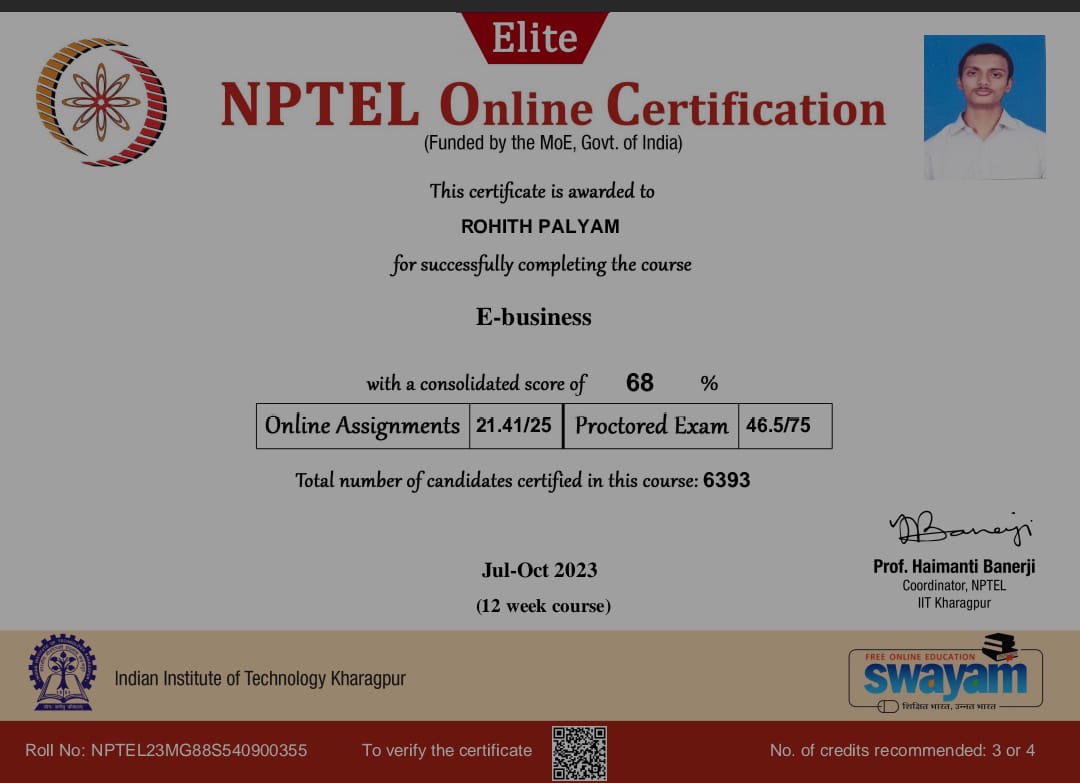 Elite
NPTEL Online Certification
(Funded by the MoE, Govt. of India)
This certificate is awarded to
ROHITH PALYAM
for successfully completing the course
E-business
with a consolidated score of 68 %
Online Assignments 21.41/25 Proctored Exam 46.5/75
Total number of candidates certified in this course: 6393
Jul-Oct 2023
(12 week course)
Prof. Haimanti Banerji
Coordinator, NPTEL
IIT Kharagpur
Indian Institute of Technology Kharagpur
FREE ONLINE EDUCATION
swayam
शिक्षित भारत, उन्नत भारत
Roll No: NPTEL23MG88S540900355
To verify the certificate
No. of credits recommended: 3 or 4